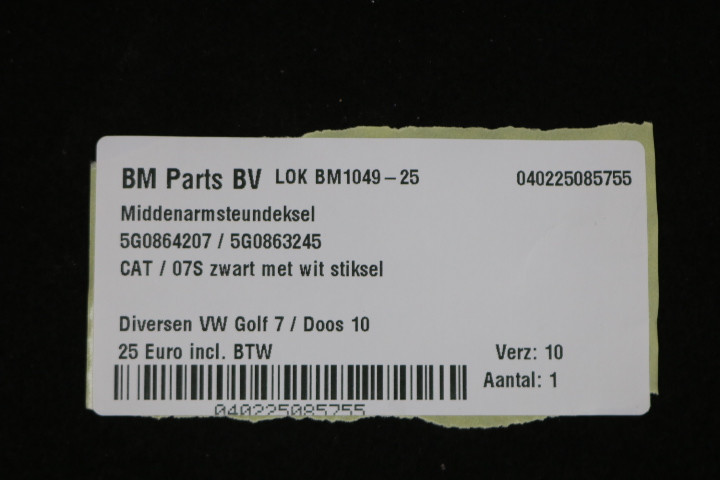 BM Parts BV LOK BM1049-25 040225085755
Middenarmsteundeksel
5G0864207 / 5G0863245
CAT / 07S zwart met wit stiksel
Diversen VW Golf 7 / Doos 10
25 Euro incl. BTW Verz: 10
Aantal: 1
040225085755